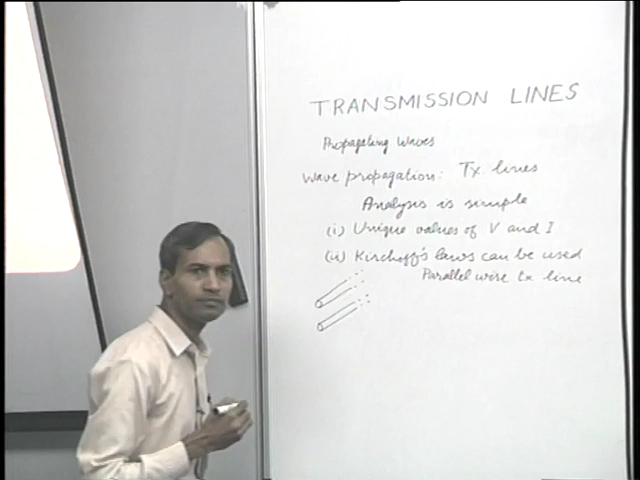 TRANSMISSION LINES
Propagating Waves
Wave propagation: Tx. lines
Analysis is simple
(i) Unique values of V and I
(ii) Kirchoff's laws can be used
Parallel wire tx line